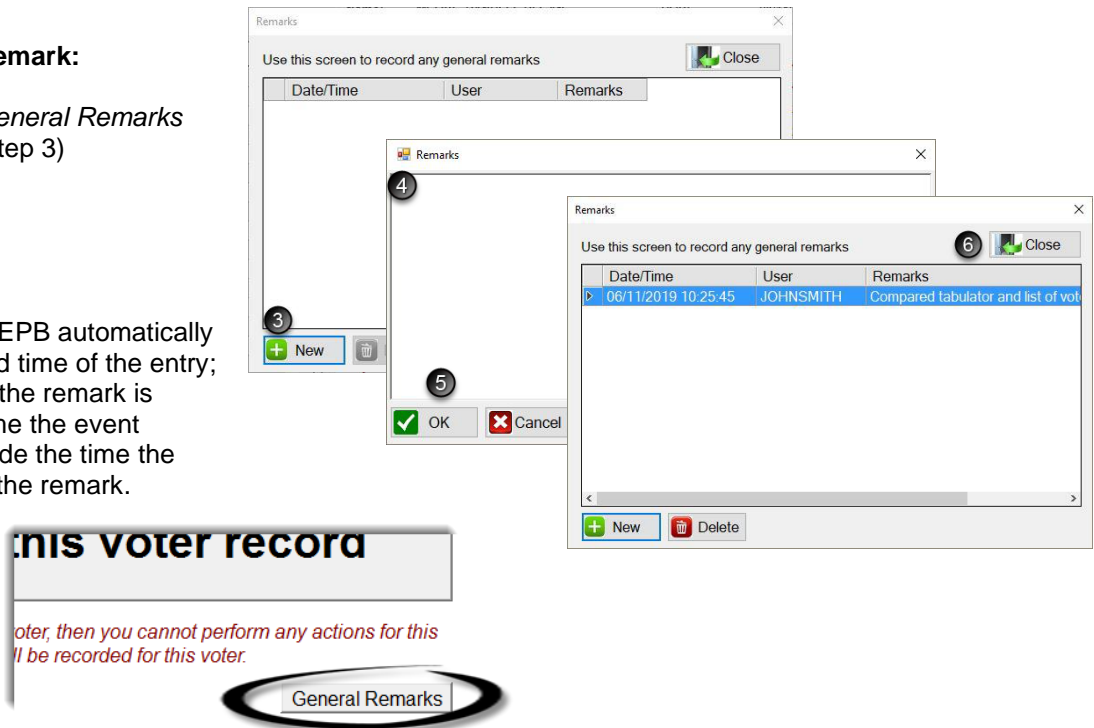 emark:
eneral Remarks
tep 3)
EPB automatically
d time of the entry;
the remark is
ne the event
de the time the
the remark.
Remarks
Use this screen to record any general remarks
Close
Date/Time User Remarks
3
New
Remarks
4
5
OK Cancel
Remarks
Use this screen to record any general remarks
6 Close
Date/Time User Remarks
06/11/2019 10:25:45 JOHNSMITH Compared tabulator and list of vot
New Delete
this voter record
oter, then you cannot perform any actions for this
ll be recorded for this voter.
General Remarks